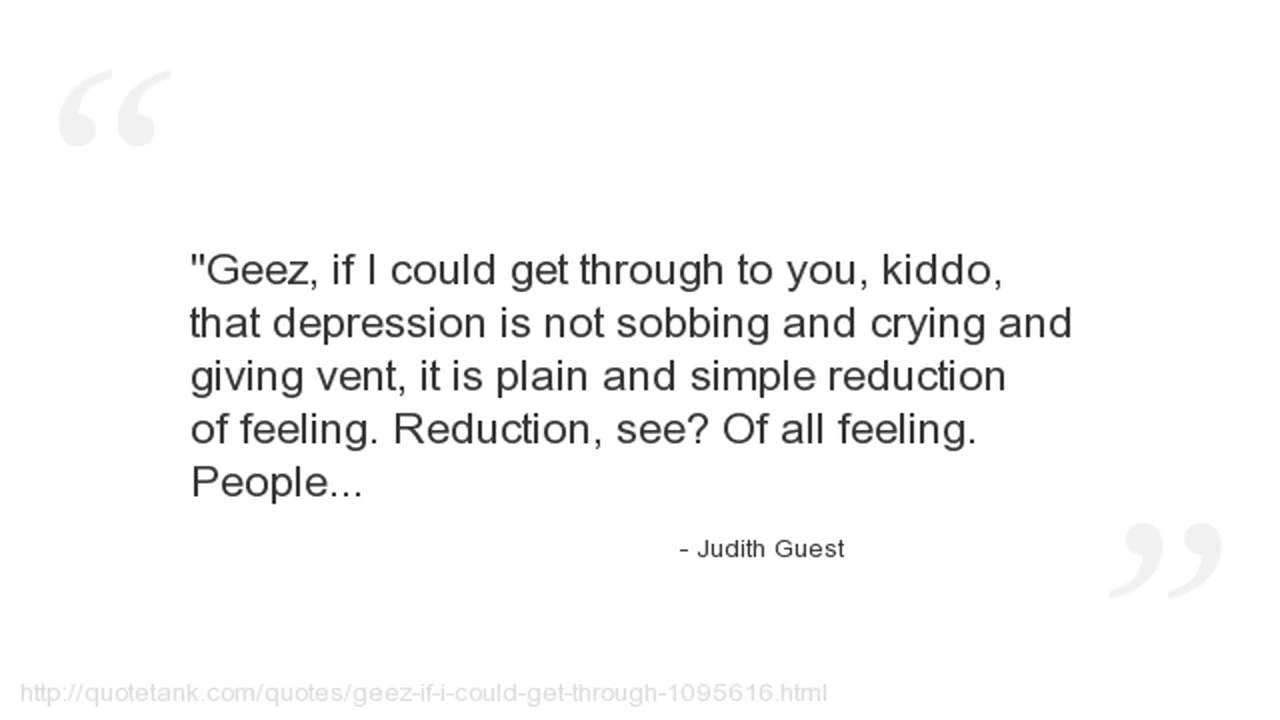 "Geez, if I could get through to you, kiddo,
that depression is not sobbing and crying and
giving vent, it is plain and simple reduction
of feeling. Reduction, see? Of all feeling.
People...
- Judith Guest
http://quotetank.com/quotes/geez-if-i-could-get-through-1095616.html